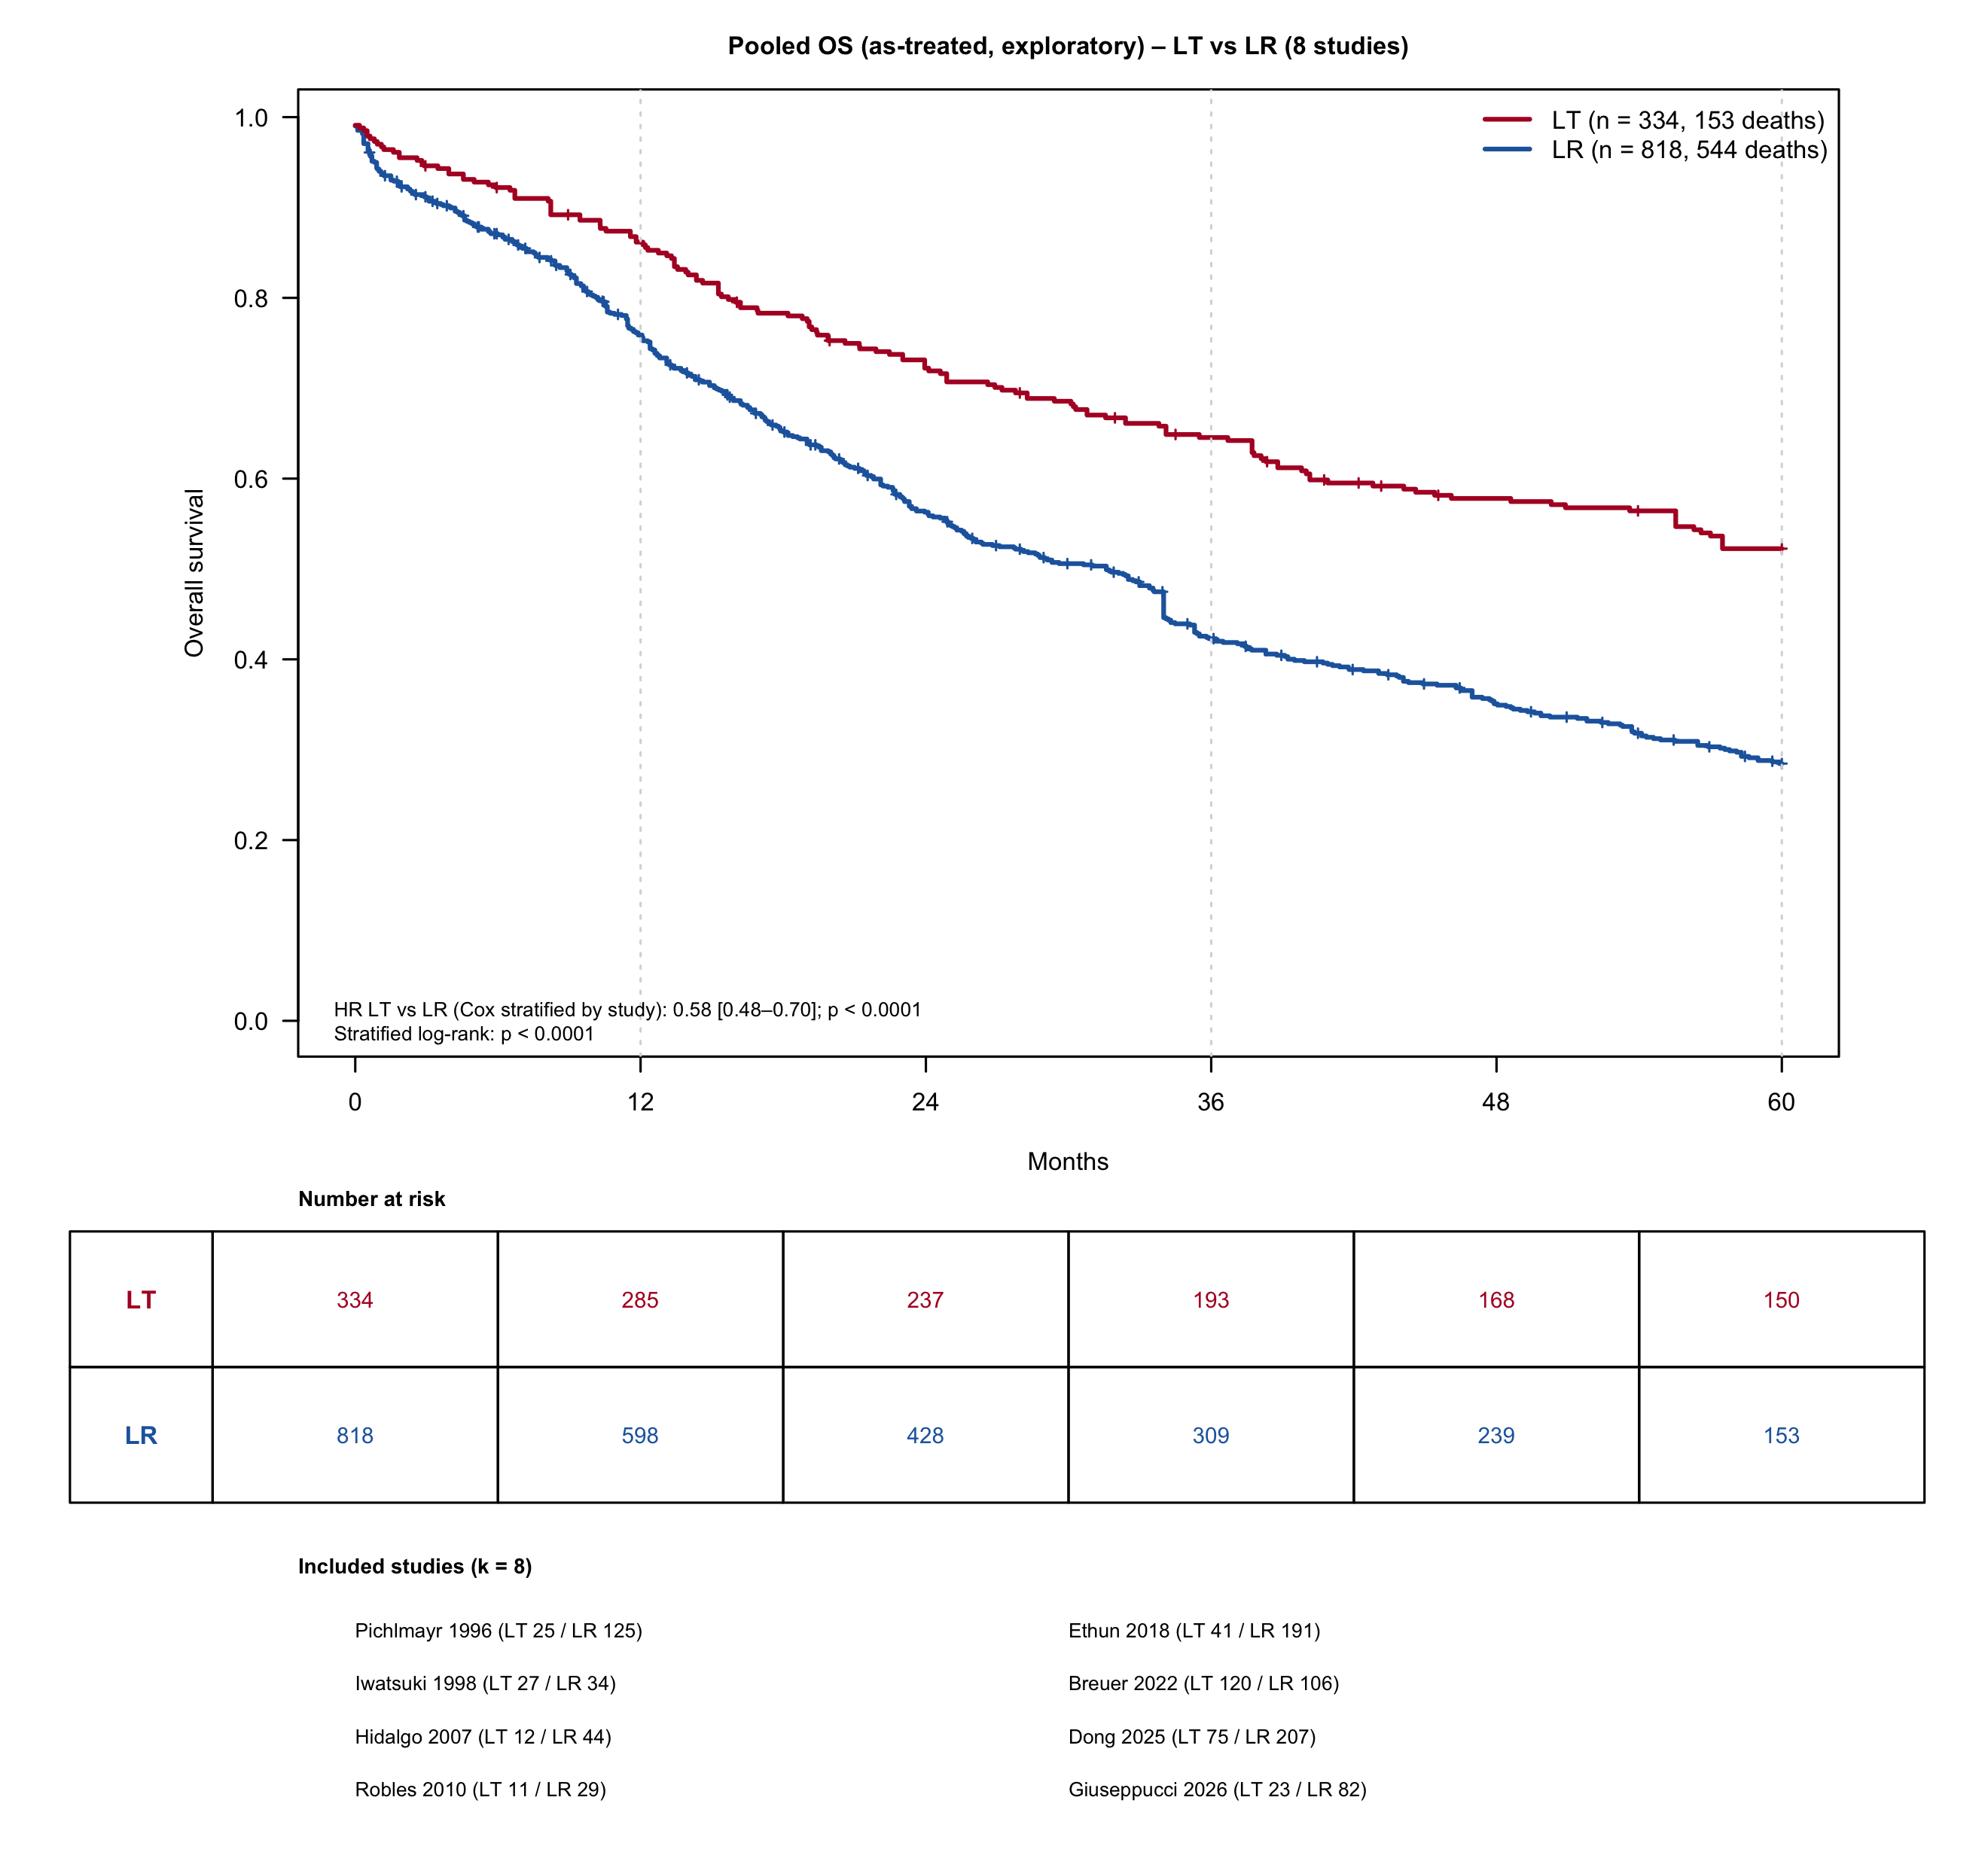 Pooled OS (as-treated, exploratory) – LT vs LR (8 studies)
LT (n = 334, 153 deaths)
LR (n = 818, 544 deaths)
1.0
0.8
0.6
0.4
0.2
0.0
Overall survival
HR LT vs LR (Cox stratified by study): 0.58 [0.48–0.70]; p < 0.0001
Stratified log-rank: p < 0.0001
0 12 24 36 48 60
Months
Number at risk
LT 334 285 237 193 168 150
LR 818 598 428 309 239 153
Included studies (k = 8)
Pichlmayr 1996 (LT 25 / LR 125)
Iwatsuki 1998 (LT 27 / LR 34)
Hidalgo 2007 (LT 12 / LR 44)
Robles 2010 (LT 11 / LR 29)
Ethun 2018 (LT 41 / LR 191)
Breuer 2022 (LT 120 / LR 106)
Dong 2025 (LT 75 / LR 207)
Giuseppucci 2026 (LT 23 / LR 82)